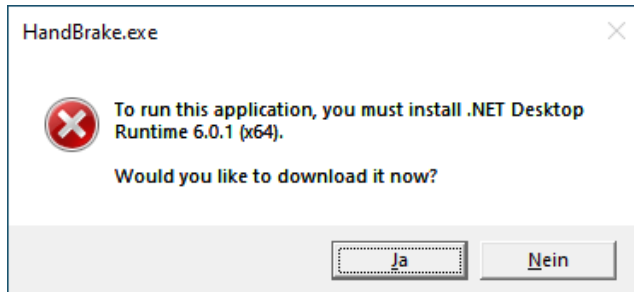 HandBrake.exe
To run this application, you must install .NET Desktop
Runtime 6.0.1 (x64).
Would you like to download it now?
Ja
Nein